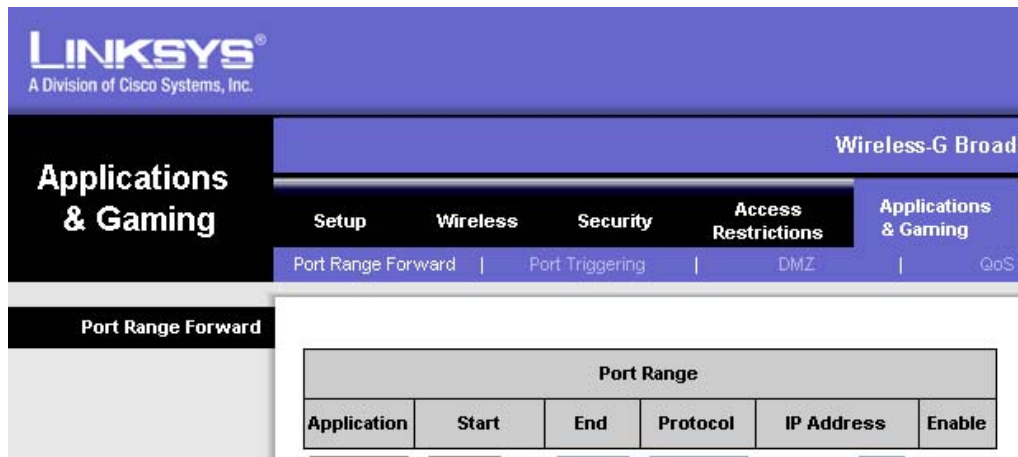 LINKSYS®
A Division of Cisco Systems, Inc.
Wireless-G Broad
Applications
& Gaming
Setup Wireless Security Access Restrictions Applications & Gaming
Port Range Forward | Port Triggering | DMZ | QoS
Port Range Forward
Port Range
Application Start End Protocol IP Address Enable